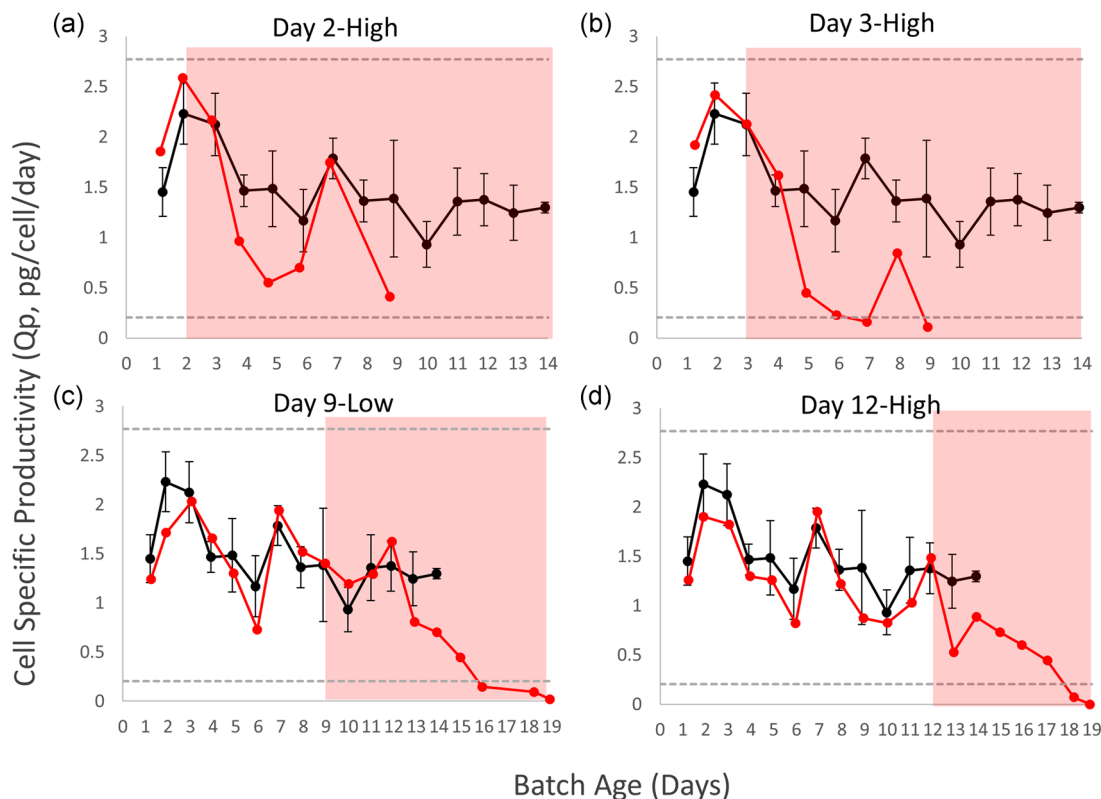 (a) Day 2-High
3
2.5
2
1.5
1
0.5
0
0 1 2 3 4 5 6 7 8 9 10 11 12 13 14
(b) Day 3-High
3
2.5
2
1.5
1
0.5
0
0 1 2 3 4 5 6 7 8 9 10 11 12 13 14
Cell Specific Productivity (Qp, pg/cell/day)
(c) Day 9-Low
3
2.5
2
1.5
1
0.5
0
0 1 2 3 4 5 6 7 8 9 10 11 12 13 14 15 16 17 18 19
(d) Day 12-High
3
2.5
2
1.5
1
0.5
0
0 1 2 3 4 5 6 7 8 9 10 11 12 13 14 15 16 17 18 19
Batch Age (Days)